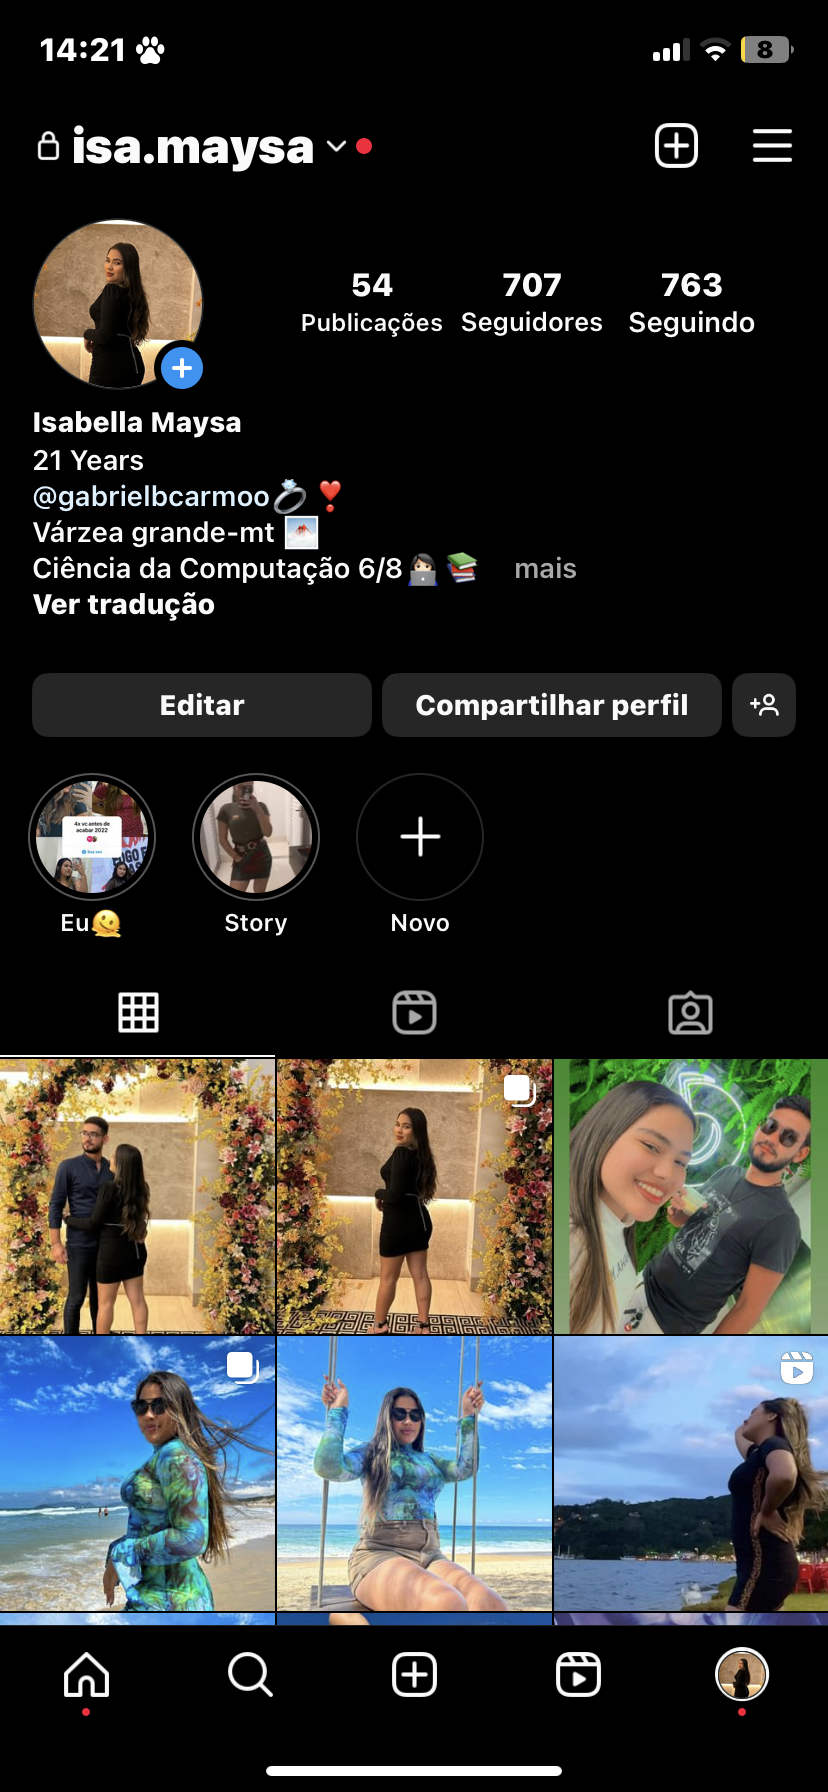 14:21
8
isa.maysa
54
707
763
Publicações
Seguidores
Seguindo
Isabella Maysa
21 Years
@gabrielbcarmoo💍❣️
Várzea grande-mt
Ciência da Computação 6/8👩🏻‍💻📚 mais
Ver tradução
Editar
Compartilhar perfil
4x vc antes de
acabar 2022
Eu🫠
Story
Novo